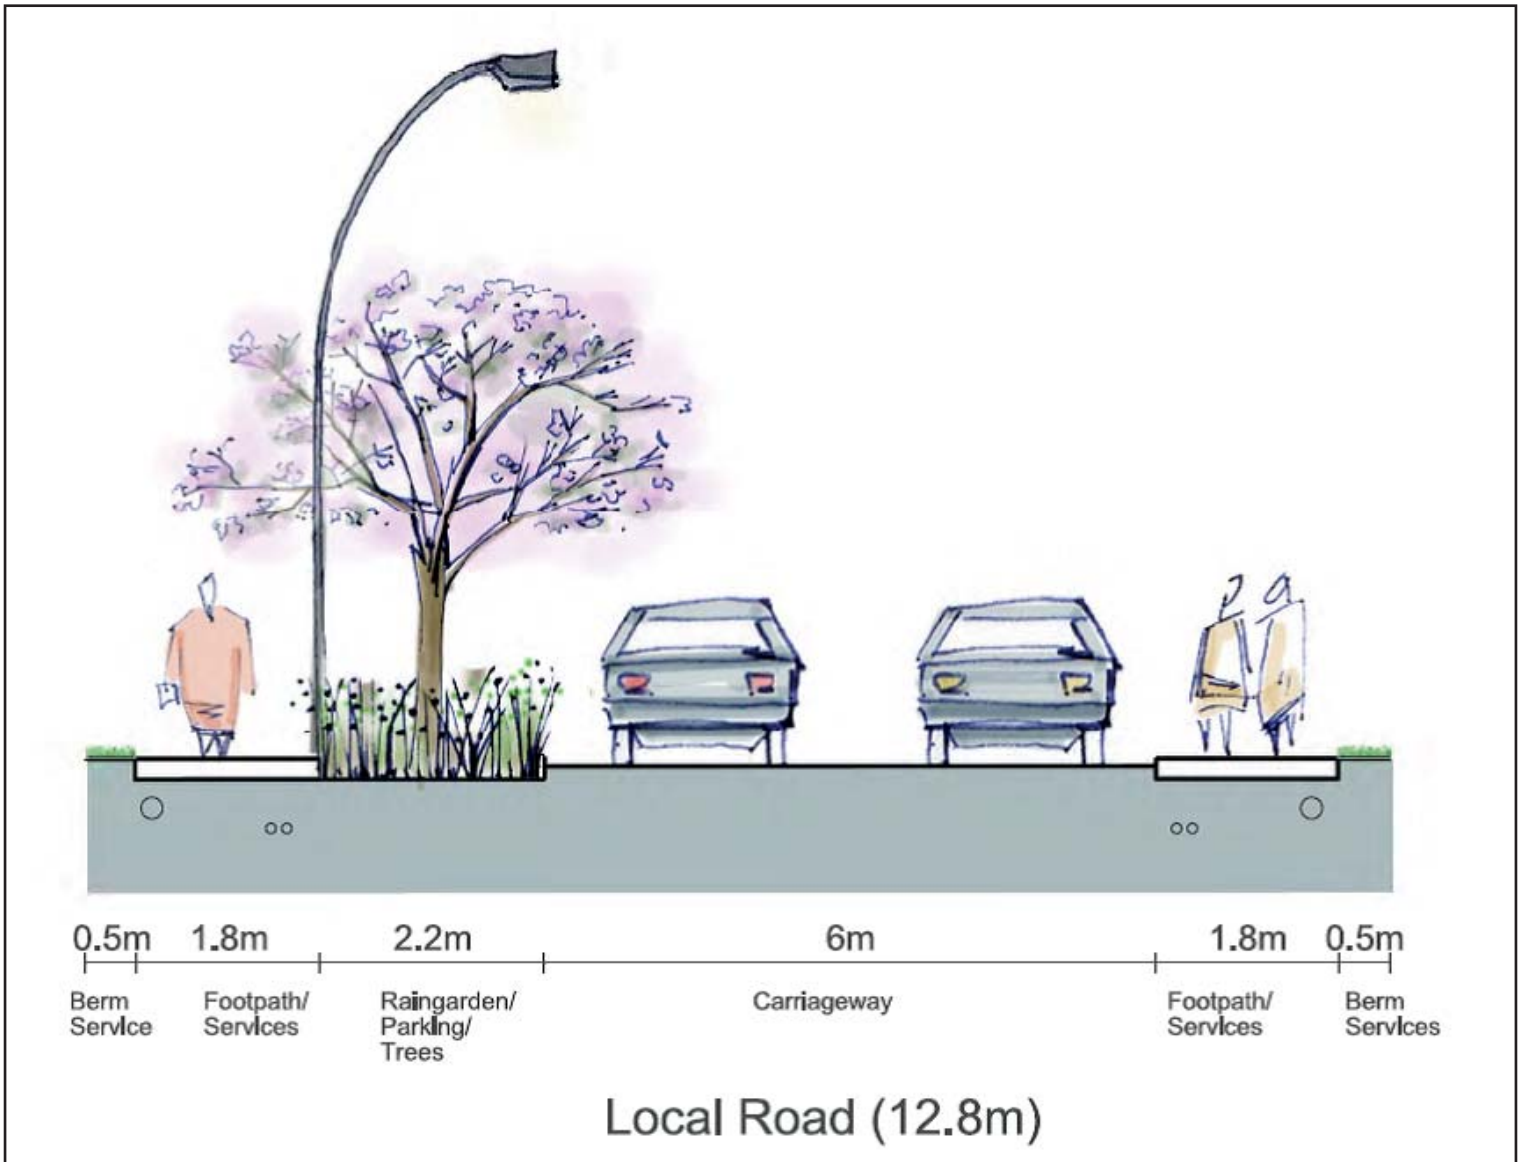 0.5m 1.8m 2.2m 6m 1.8m 0.5m
Berm Footpath/ Raingarden/ Carriageway Footpath/ Berm
Service Services Parking/ Services Services
Trees
Local Road (12.8m)